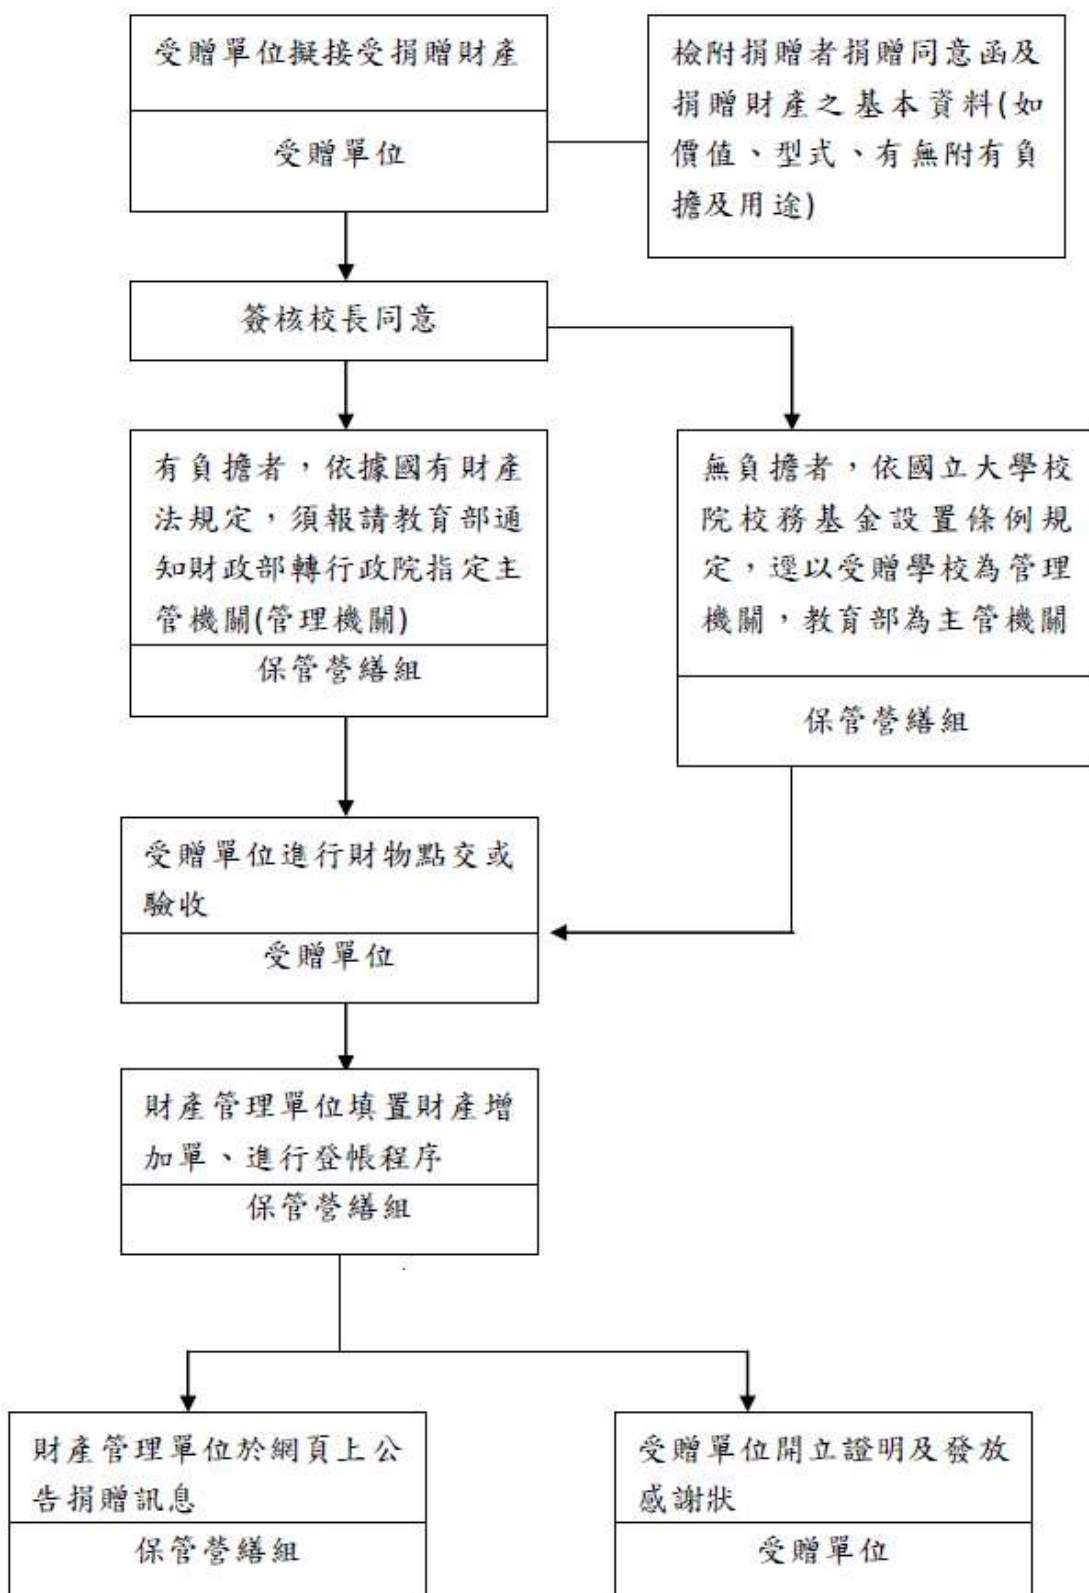 受贈單位擬接受捐贈財產
受贈單位
檢附捐贈者捐贈同意函及
捐贈財產之基本資料(如
價值、型式、有無附有負
擔及用途)
簽核校長同意
有負擔者，依據國有財產
法規定，須報請教育部通
知財政部轉行政院指定主
管機關(管理機關)
保管營繕組
無負擔者，依國立大學校
院校務基金設置條例規
定，逕以受贈學校為管理
機關，教育部為主管機關
保管營繕組
受贈單位進行財物點交或
驗收
受贈單位
財產管理單位填置財產增
加單、進行登帳程序
保管營繕組
財產管理單位於網頁上公
告捐贈訊息
保管營繕組
受贈單位開立證明及發放
感謝狀
受贈單位